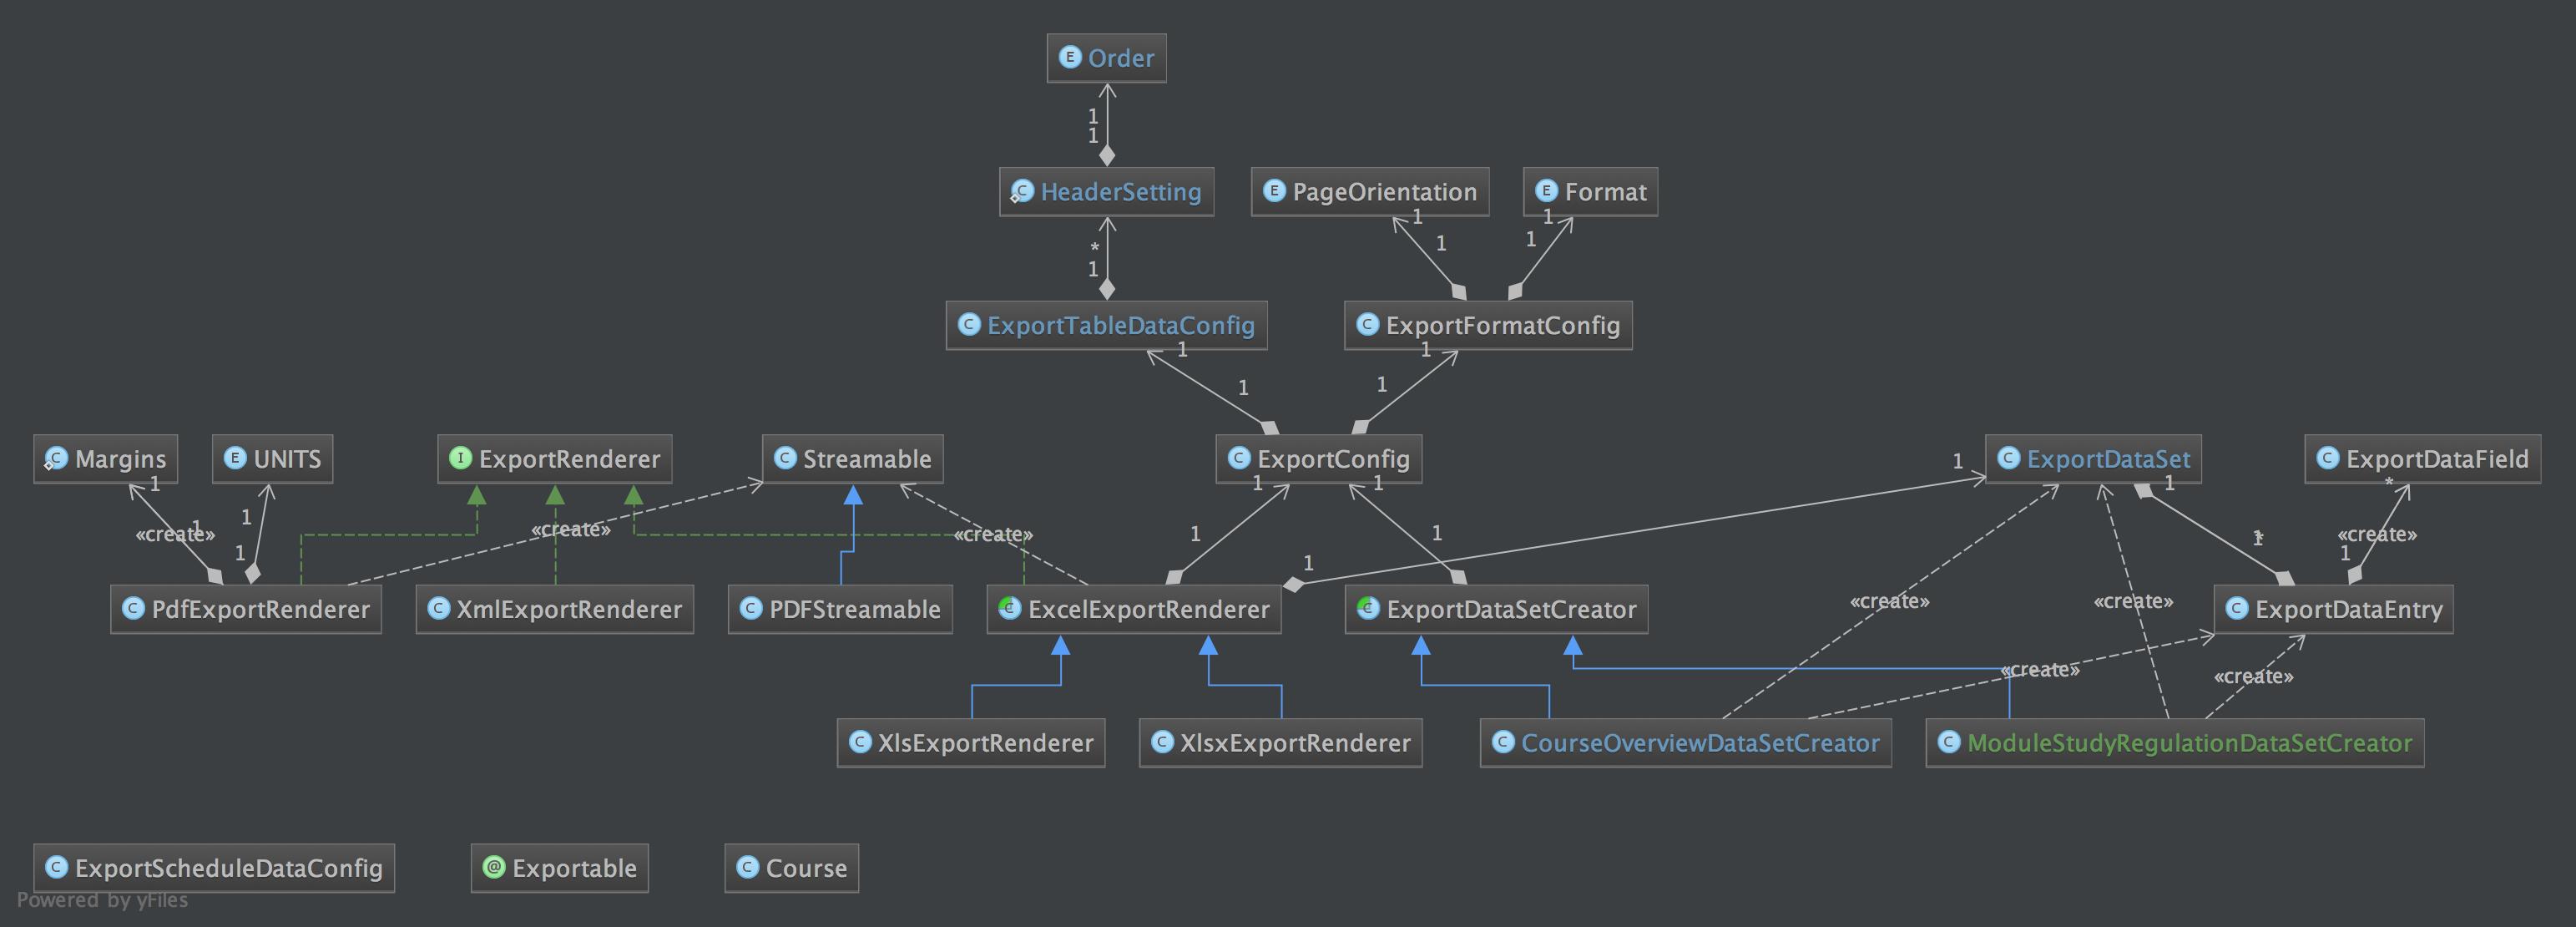 E Order
1
1
C HeaderSetting
E PageOrientation
E Format
1
1
*
1
1
1
C ExportTableDataConfig
C ExportFormatConfig
1
1
1
1
C Margins
E UNITS
I ExportRenderer
C Streamable
C ExportConfig
C ExportDataSet
C ExportDataField
1
1
1
1
1
*
1
1
«create»
1
«create»
«create»
1
1
*
«create»
1
1
1
C PdfExportRenderer
C XmlExportRenderer
C PDFStreamable
C ExcelExportRenderer
C ExportDataSetCreator
C ExportDataEntry
«create»
«create»
«create»
«create»
C XlsExportRenderer
C XlsxExportRenderer
C CourseOverviewDataSetCreator
C ModuleStudyRegulationDataSetCreator
C ExportScheduleDataConfig
@ Exportable
C Course
Powered by yFiles